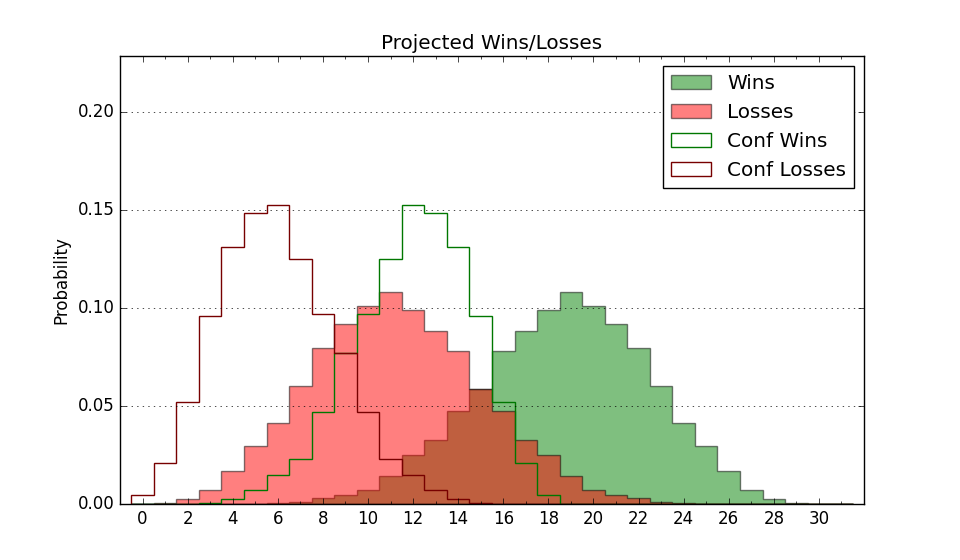 Projected Wins/Losses
Wins
Losses
Conf Wins
Conf Losses
Probability
0.20
0.15
0.10
0.05
0.00
0 2 4 6 8 10 12 14 16 18 20 22 24 26 28 30